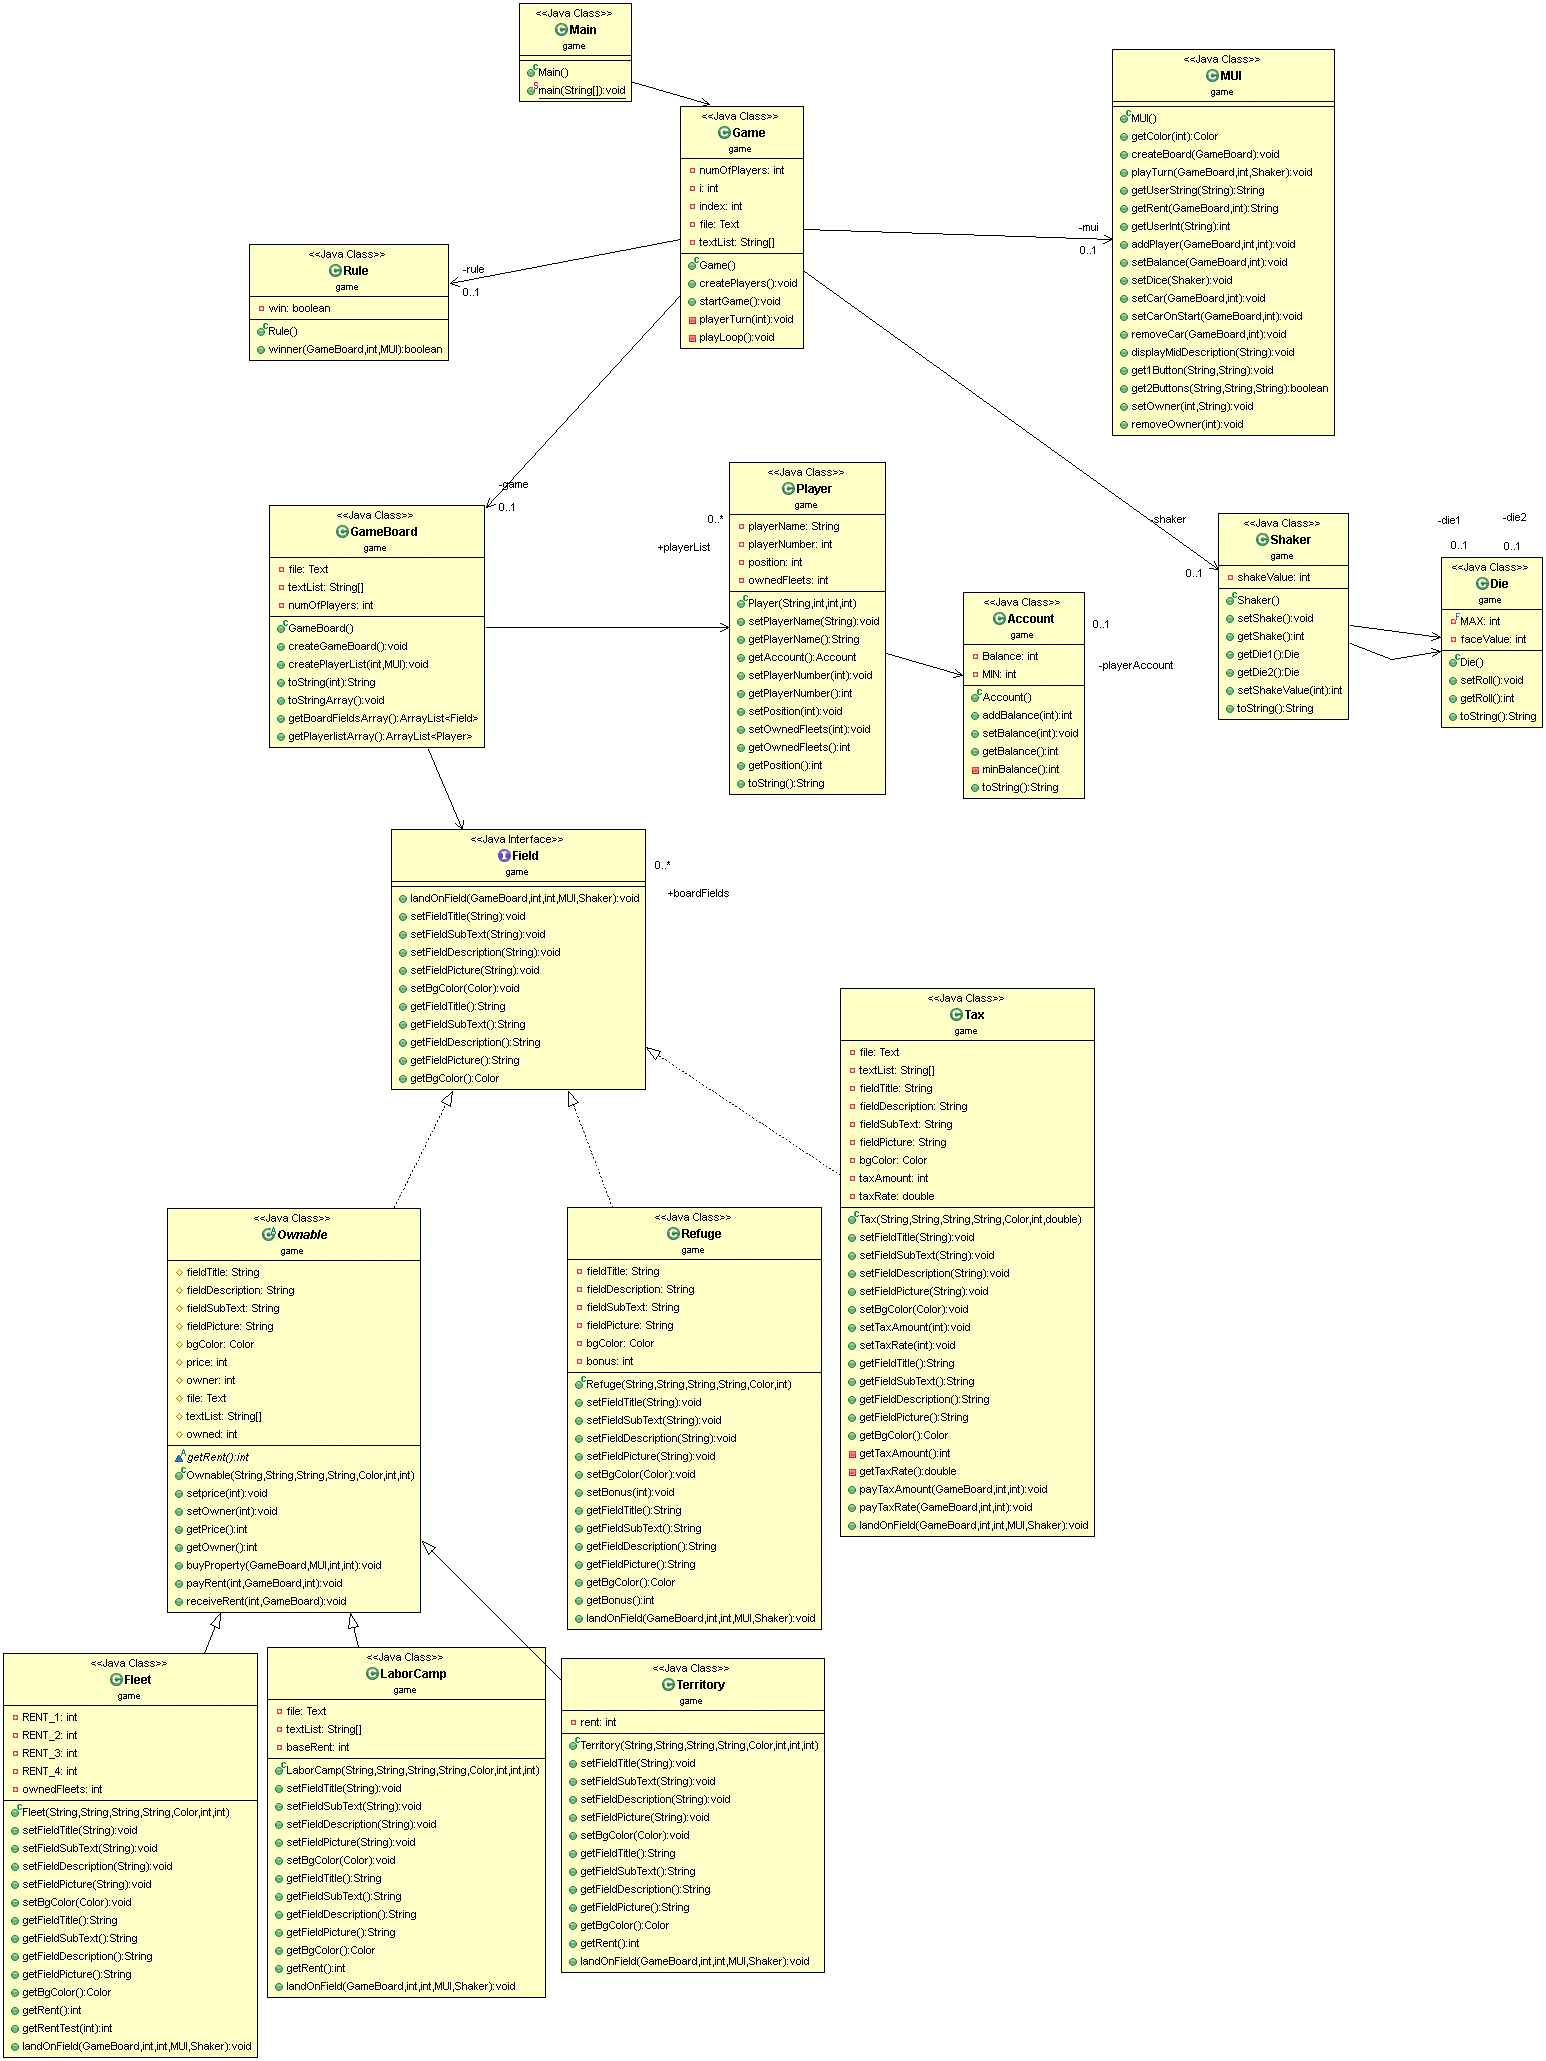 <<Java Class>>
Main
game
Main()
main(String[]):void
<<Java Class>>
Game
game
numOfPlayers: int
i: int
index: int
file: Text
textList: String[]
Game()
createPlayers():void
startGame():void
playerTurn(int):void
playLoop():void
<<Java Class>>
MUI
game
MUI()
getColor(int):Color
createBoard(GameBoard):void
playTurn(GameBoard,int,Shaker):void
getUserString(String):String
getRent(GameBoard,int):String
getUserInt(String):int
addPlayer(GameBoard,int,int):void
setBalance(GameBoard,int):void
setDice(Shaker):void
setCar(GameBoard,int):void
setCarOnStart(GameBoard,int):void
removeCar(GameBoard,int):void
displayMidDescription(String):void
get1Button(String,String):void
get2Buttons(String,String,String):boolean
setOwner(int,String):void
removeOwner(int):void
-mui
0..1
<<Java Class>>
Rule
game
win: boolean
Rule()
winner(GameBoard,int,MUI):boolean
-rule
0..1
-game
0..1
<<Java Class>>
GameBoard
game
file: Text
textList: String[]
numOfPlayers: int
GameBoard()
createGameBoard():void
createPlayerList(int,MUI):void
toString(int):String
toStringArray():void
getBoardFieldsArray():ArrayList<Field>
getPlayerlistArray():ArrayList<Player>
0..*
+playerList
<<Java Class>>
Player
game
playerName: String
playerNumber: int
position: int
ownedFleets: int
Player(String,int,int,int)
setPlayerName(String):void
getPlayerName():String
getAccount():Account
setPlayerNumber(int):void
getPlayerNumber():int
setPosition(int):void
setOwnedFleets(int):void
getOwnedFleets():int
getPosition():int
toString():String
<<Java Class>>
Account
game
Balance: int
MIN: int
Account()
addBalance(int):int
setBalance(int):void
getBalance():int
minBalance():int
toString():String
0..1
-playerAccount
-shaker
0..1
<<Java Class>>
Shaker
game
shakeValue: int
Shaker()
setShake():void
getShake():int
getDie1():Die
getDie2():Die
setShakeValue(int):int
toString():String
-die1
-die2
0..1
0..1
<<Java Class>>
Die
game
MAX: int
faceValue: int
Die()
setRoll():void
getRoll():int
toString():String
<<Java Interface>>
Field
game
landOnField(GameBoard,int,int,MUI,Shaker):void
setFieldTitle(String):void
setFieldSubText(String):void
setFieldDescription(String):void
setFieldPicture(String):void
setBgColor(Color):void
getFieldTitle():String
getFieldSubText():String
getFieldDescription():String
getFieldPicture():String
getBgColor():Color
0..*
+boardFields
<<Java Class>>
Tax
game
file: Text
textList: String[]
fieldTitle: String
fieldDescription: String
fieldSubText: String
fieldPicture: String
bgColor: Color
taxAmount: int
taxRate: double
Tax(String,String,String,String,Color,int,double)
setFieldTitle(String):void
setFieldSubText(String):void
setFieldDescription(String):void
setFieldPicture(String):void
setBgColor(Color):void
setTaxAmount(int):void
setTaxRate(int):void
getFieldTitle():String
getFieldSubText():String
getFieldDescription():String
getFieldPicture():String
getBgColor():Color
getTaxAmount():int
getTaxRate():double
payTaxAmount(GameBoard,int,int):void
payTaxRate(GameBoard,int,int):void
landOnField(GameBoard,int,int,MUI,Shaker):void
<<Java Class>>
Ownable
game
fieldTitle: String
fieldDescription: String
fieldSubText: String
fieldPicture: String
bgColor: Color
price: int
owner: int
file: Text
textList: String[]
owned: int
getRent():int
Ownable(String,String,String,String,Color,int,int)
setprice(int):void
setOwner(int):void
getPrice():int
getOwner():int
buyProperty(GameBoard,MUI,int,int):void
payRent(int,GameBoard,int):void
receiveRent(int,GameBoard):void
<<Java Class>>
Refuge
game
fieldTitle: String
fieldDescription: String
fieldSubText: String
fieldPicture: String
bgColor: Color
bonus: int
Refuge(String,String,String,String,Color,int)
setFieldTitle(String):void
setFieldSubText(String):void
setFieldDescription(String):void
setFieldPicture(String):void
setBgColor(Color):void
setBonus(int):void
getFieldTitle():String
getFieldSubText():String
getFieldDescription():String
getFieldPicture():String
getBgColor():Color
getBonus():int
landOnField(GameBoard,int,int,MUI,Shaker):void
<<Java Class>>
Fleet
game
RENT_1: int
RENT_2: int
RENT_3: int
RENT_4: int
ownedFleets: int
Fleet(String,String,String,String,Color,int,int)
setFieldTitle(String):void
setFieldSubText(String):void
setFieldDescription(String):void
setFieldPicture(String):void
setBgColor(Color):void
getFieldTitle():String
getFieldSubText():String
getFieldDescription():String
getFieldPicture():String
getBgColor():Color
getRent():int
getRentTest(int):int
landOnField(GameBoard,int,int,MUI,Shaker):void
<<Java Class>>
LaborCamp
game
file: Text
textList: String[]
baseRent: int
LaborCamp(String,String,String,String,Color,int,int,int)
setFieldTitle(String):void
setFieldSubText(String):void
setFieldDescription(String):void
setFieldPicture(String):void
setBgColor(Color):void
getFieldTitle():String
getFieldSubText():String
getFieldDescription():String
getFieldPicture():String
getBgColor():Color
getRent():int
landOnField(GameBoard,int,int,MUI,Shaker):void
<<Java Class>>
Territory
game
rent: int
Territory(String,String,String,String,Color,int,int,int)
setFieldTitle(String):void
setFieldSubText(String):void
setFieldDescription(String):void
setFieldPicture(String):void
setBgColor(Color):void
getFieldTitle():String
getFieldSubText():String
getFieldDescription():String
getFieldPicture():String
getBgColor():Color
getRent():int
landOnField(GameBoard,int,int,MUI,Shaker):void